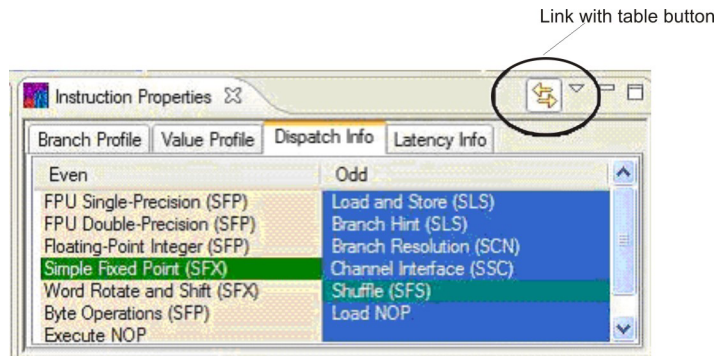 Link with table button
Instruction Properties
Branch Profile Value Profile Dispatch Info Latency Info
Even Odd
FPU Single-Precision (SFP) Load and Store (SLS)
FPU Double-Precision (SFP) Branch Hint (SLS)
Floating-Point Integer (SFP) Branch Resolution (SCN)
Simple Fixed Point (SFX) Channel Interface (SSC)
Word Rotate and Shift (SFX) Shuffle (SFS)
Byte Operations (SFP) Load NOP
Execute NOP